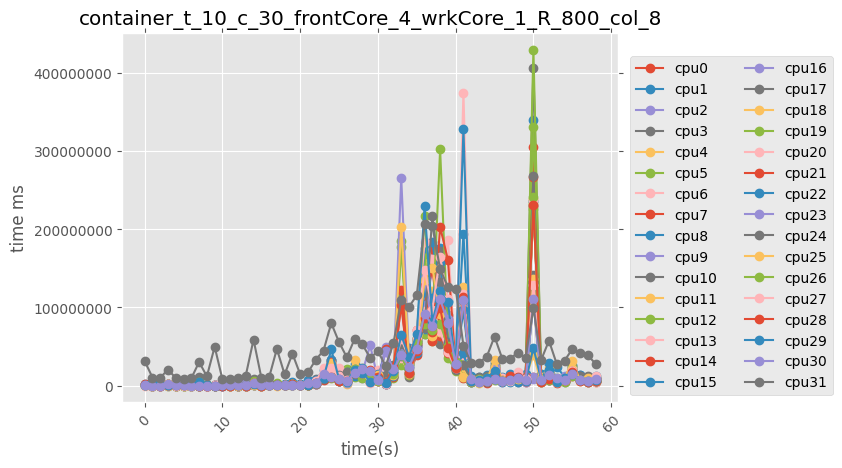 container_t_10_c_30_frontCore_4_wrkCore_1_R_800_col_8
time ms
400000000
300000000
200000000
100000000
0
0
10
20
30
40
50
60
time(s)
cpu0
cpu1
cpu2
cpu3
cpu4
cpu5
cpu6
cpu7
cpu8
cpu9
cpu10
cpu11
cpu12
cpu13
cpu14
cpu15
cpu16
cpu17
cpu18
cpu19
cpu20
cpu21
cpu22
cpu23
cpu24
cpu25
cpu26
cpu27
cpu28
cpu29
cpu30
cpu31